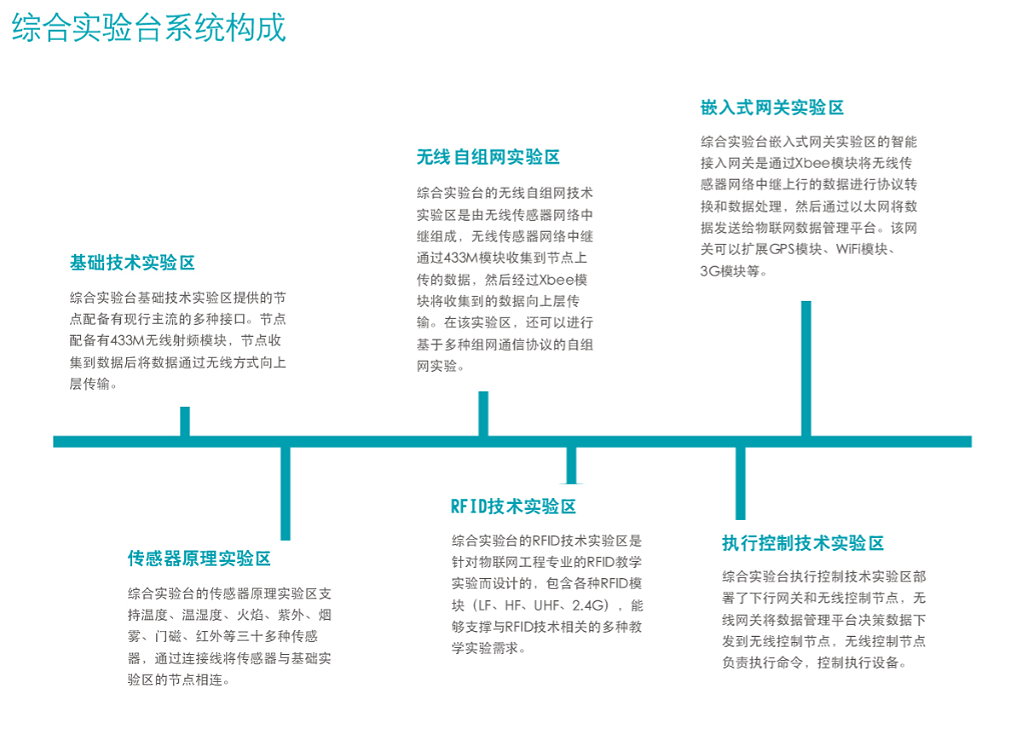 综合实验台系统构成
基础技术实验区
综合实验台基础技术实验区提供的节
点配备有现行主流的多种接口。节点
配备有433M无线射频模块，节点收
集到数据后将数据通过无线方式向上
层传输。
传感器原理实验区
综合实验台的传感器原理实验区支
持温度、温湿度、火焰、紫外、烟
雾、门磁、红外等三十多种传感
器，通过连接线将传感器与基础实
验区的节点相连。
无线自组网实验区
综合实验台的无线自组网技术
实验区是由无线传感器网络中
继组成，无线传感器网络中继
通过433M模块收集到节点上
传的数据，然后经过Xbee模
块将收集到的数据向上层传
输。在该实验区，还可以进行
基于多种组网通信协议的自组
网实验。
RFID技术实验区
综合实验台的RFID技术实验区是
针对物联网工程专业的RFID教学
实验而设计的，包含各种RFID模
块（LF、HF、UHF、2.4G），能
够支撑与RFID技术相关的多种教
学实验需求。
嵌入式网关实验区
综合实验台嵌入式网关实验区的智能
接入网关是通过Xbee模块将无线传
感器网络中继上行的数据进行协议转
换和数据处理，然后通过以太网将数
据发送给物联网数据管理平台。该网
关可以扩展GPS模块、WiFi模块、
3G模块等。
执行控制技术实验区
综合实验台执行控制技术实验区部
署了下行网关和无线控制节点，无
线网关将数据管理平台决策数据下
发到无线控制节点，无线控制节点
负责执行命令，控制执行设备。